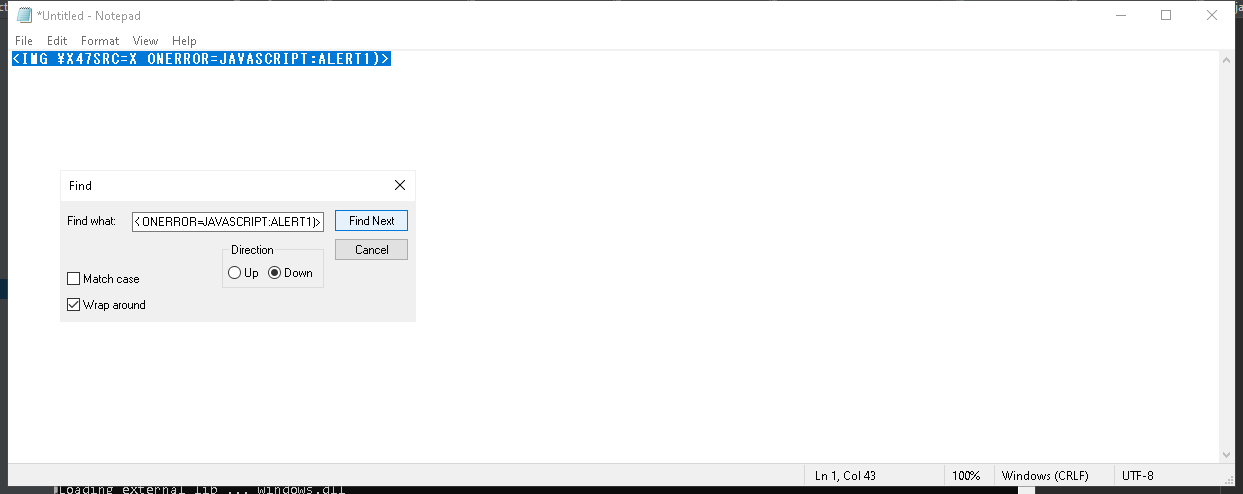 *Untitled - Notepad
File Edit Format View Help
<IMG ¥X47SRC=X ONERROR=JAVASCRIPT:ALERT1)>
Find
Find what: ONERROR=JAVASCRIPT:ALERT1)> Find Next
Direction Cancel
Up Down
Match case
Wrap around
Ln 1, Col 43 100% Windows (CRLF) UTF-8
Loading external lib ... windows.dll